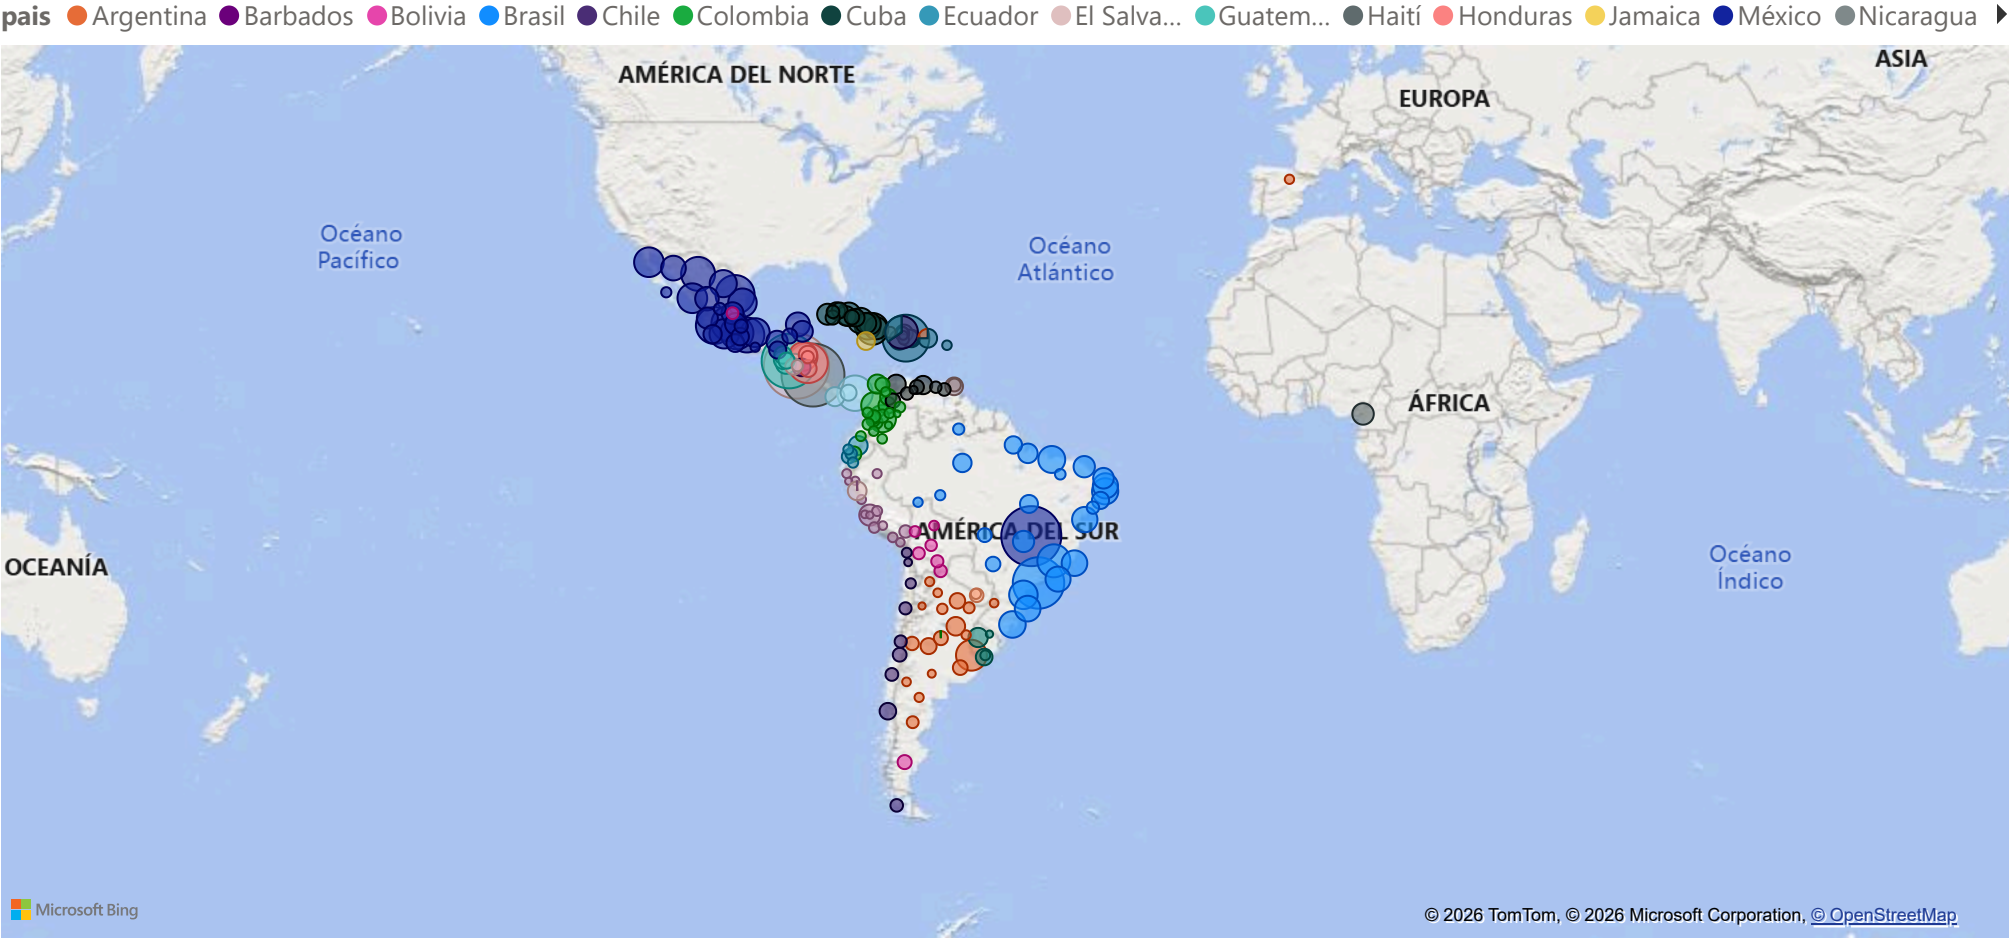 pais Argentina Barbados Bolivia Brasil Chile Colombia Cuba Ecuador El Salva... Guatem... Haití Honduras Jamaica México Nicaragua
AMÉRICA DEL NORTE
ASIA
EUROPA
Océano
Pacífico
Océano
Atlántico
ÁFRICA
AMÉRICA DEL SUR
OCEANÍA
Océano
Índico
Microsoft Bing
© 2026 TomTom, © 2026 Microsoft Corporation, © OpenStreetMap